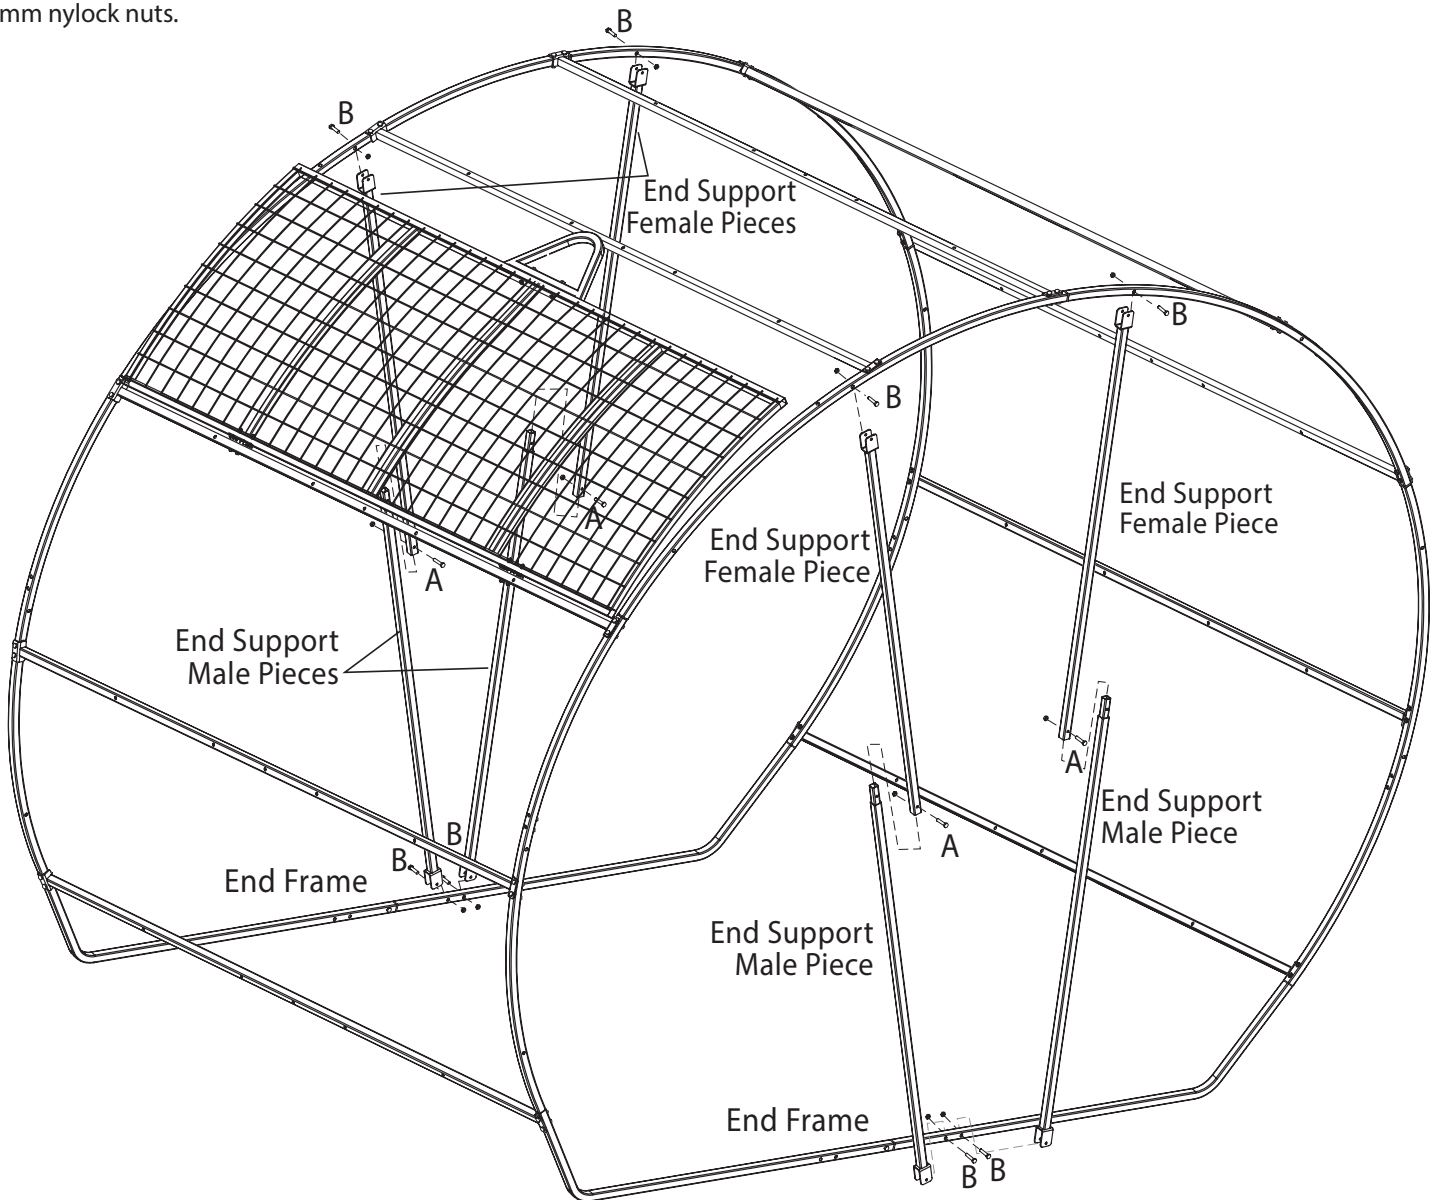 mm nylock nuts.
B
B
End Support
Female Pieces
B
B
End Support
Female Piece
End Support
Female Piece
A
A
End Support
Male Pieces
A
End Support
Male Piece
A
B
B
End Frame
End Support
Male Piece
End Frame
B
B